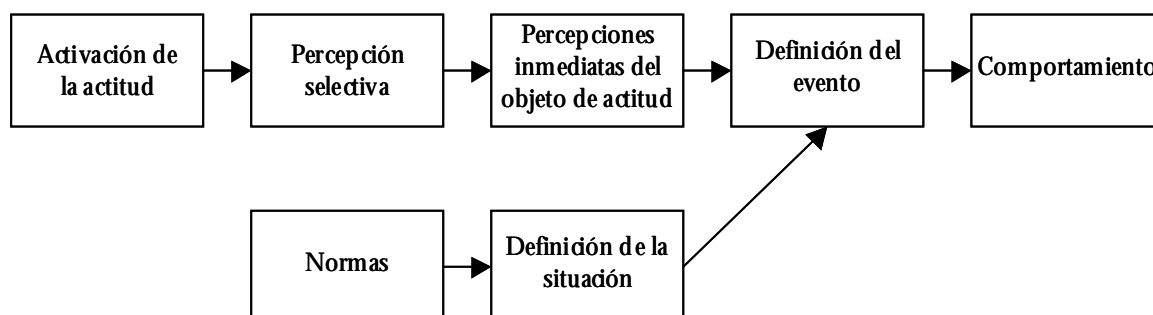 Activación de
la actitud
Percepción
selectiva
Percepciones
inmediatas del
objeto de actitud
Definición del
evento
Comportamiento
Normas
Definición de la
situación